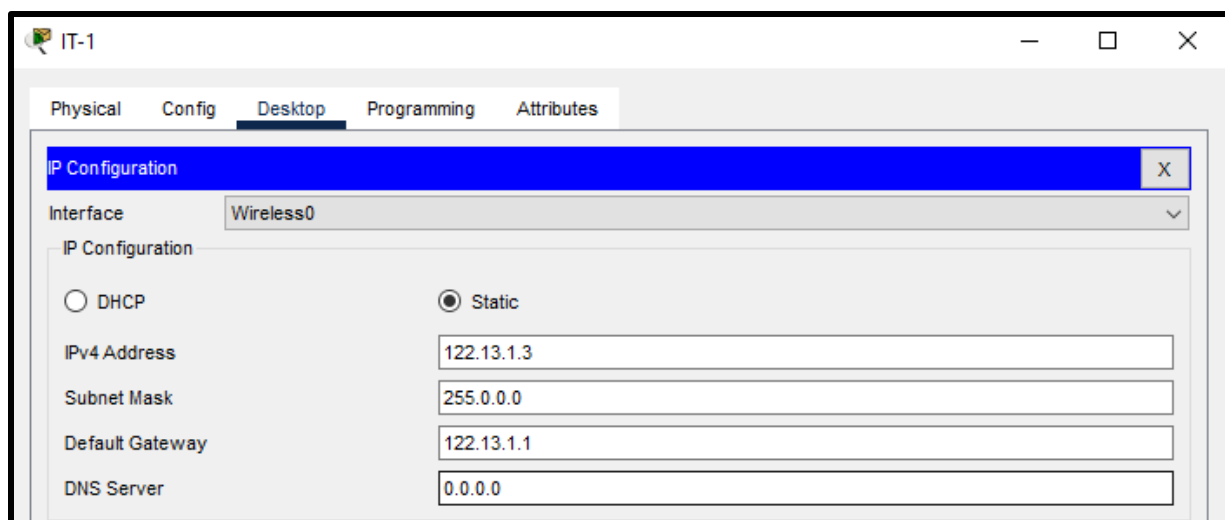 IT-1
Physical Config Desktop Programming Attributes
IP Configuration X
Interface Wireless0
IP Configuration
DHCP Static
IPv4 Address 122.13.1.3
Subnet Mask 255.0.0.0
Default Gateway 122.13.1.1
DNS Server 0.0.0.0